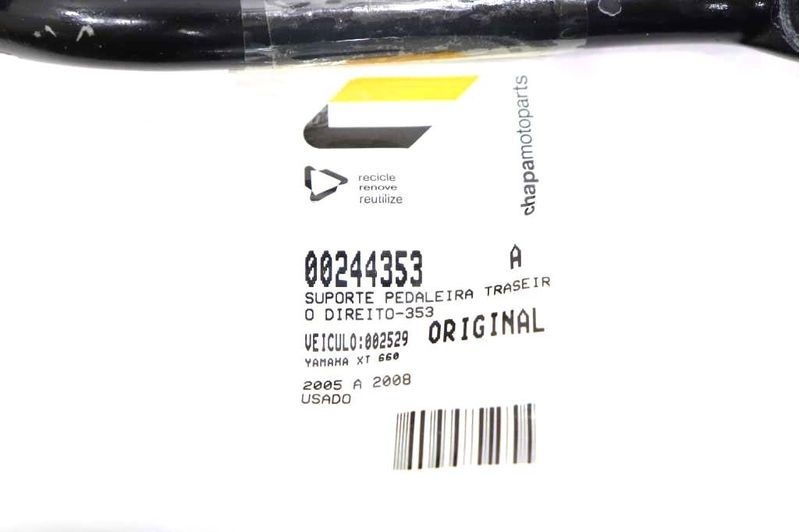 chapamotoparts
recicle
renove
reutilize
00244353 A
SUPORTE PEDALEIRA TRASEIR
O DIREITO-353
VEICULO:002529 ORIGINAL
YAMAHA XT 660
2005 A 2008
USADO